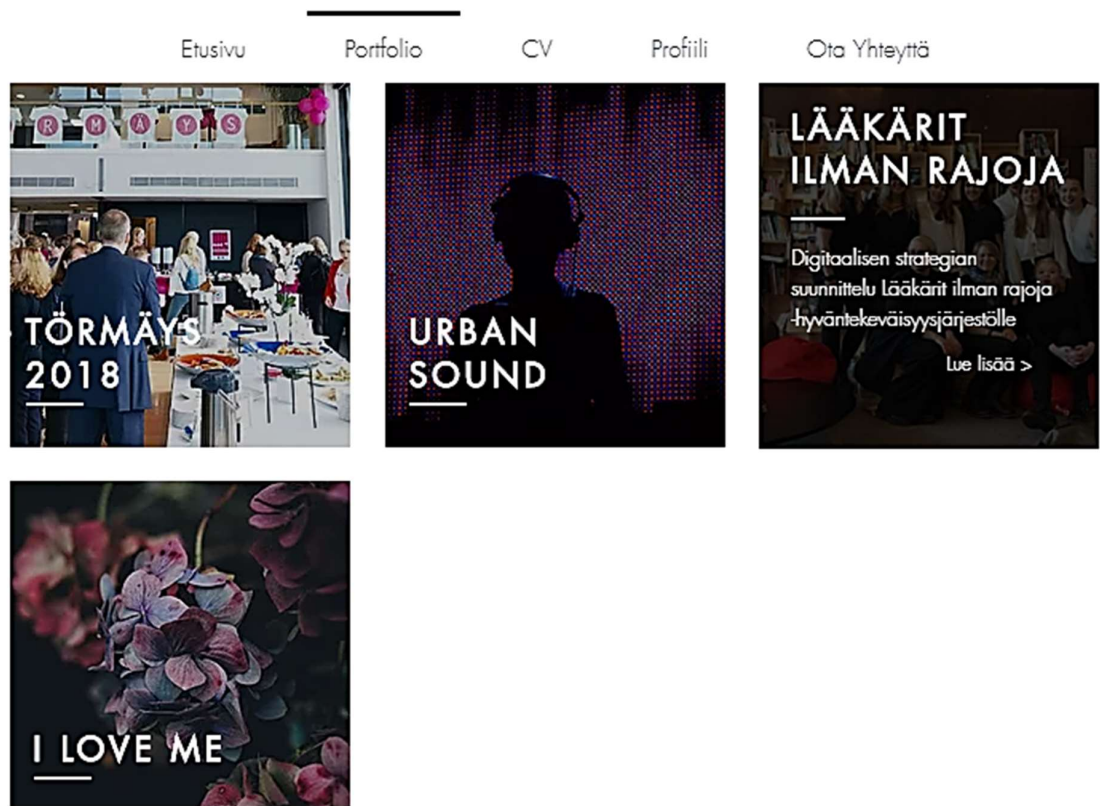 Etusivu Portfolio CV Profiili Ota Yhteyttä
R M Ä Y S
TÖRMÄYS
2018
URBAN
SOUND
LÄÄKÄRIT
ILMAN RAJOJA
Digitaalisen strategian
suunnittelu Lääkärit ilman rajoja
-hyväntekeväisyysjärjestölle
Lue lisää >
I LOVE ME